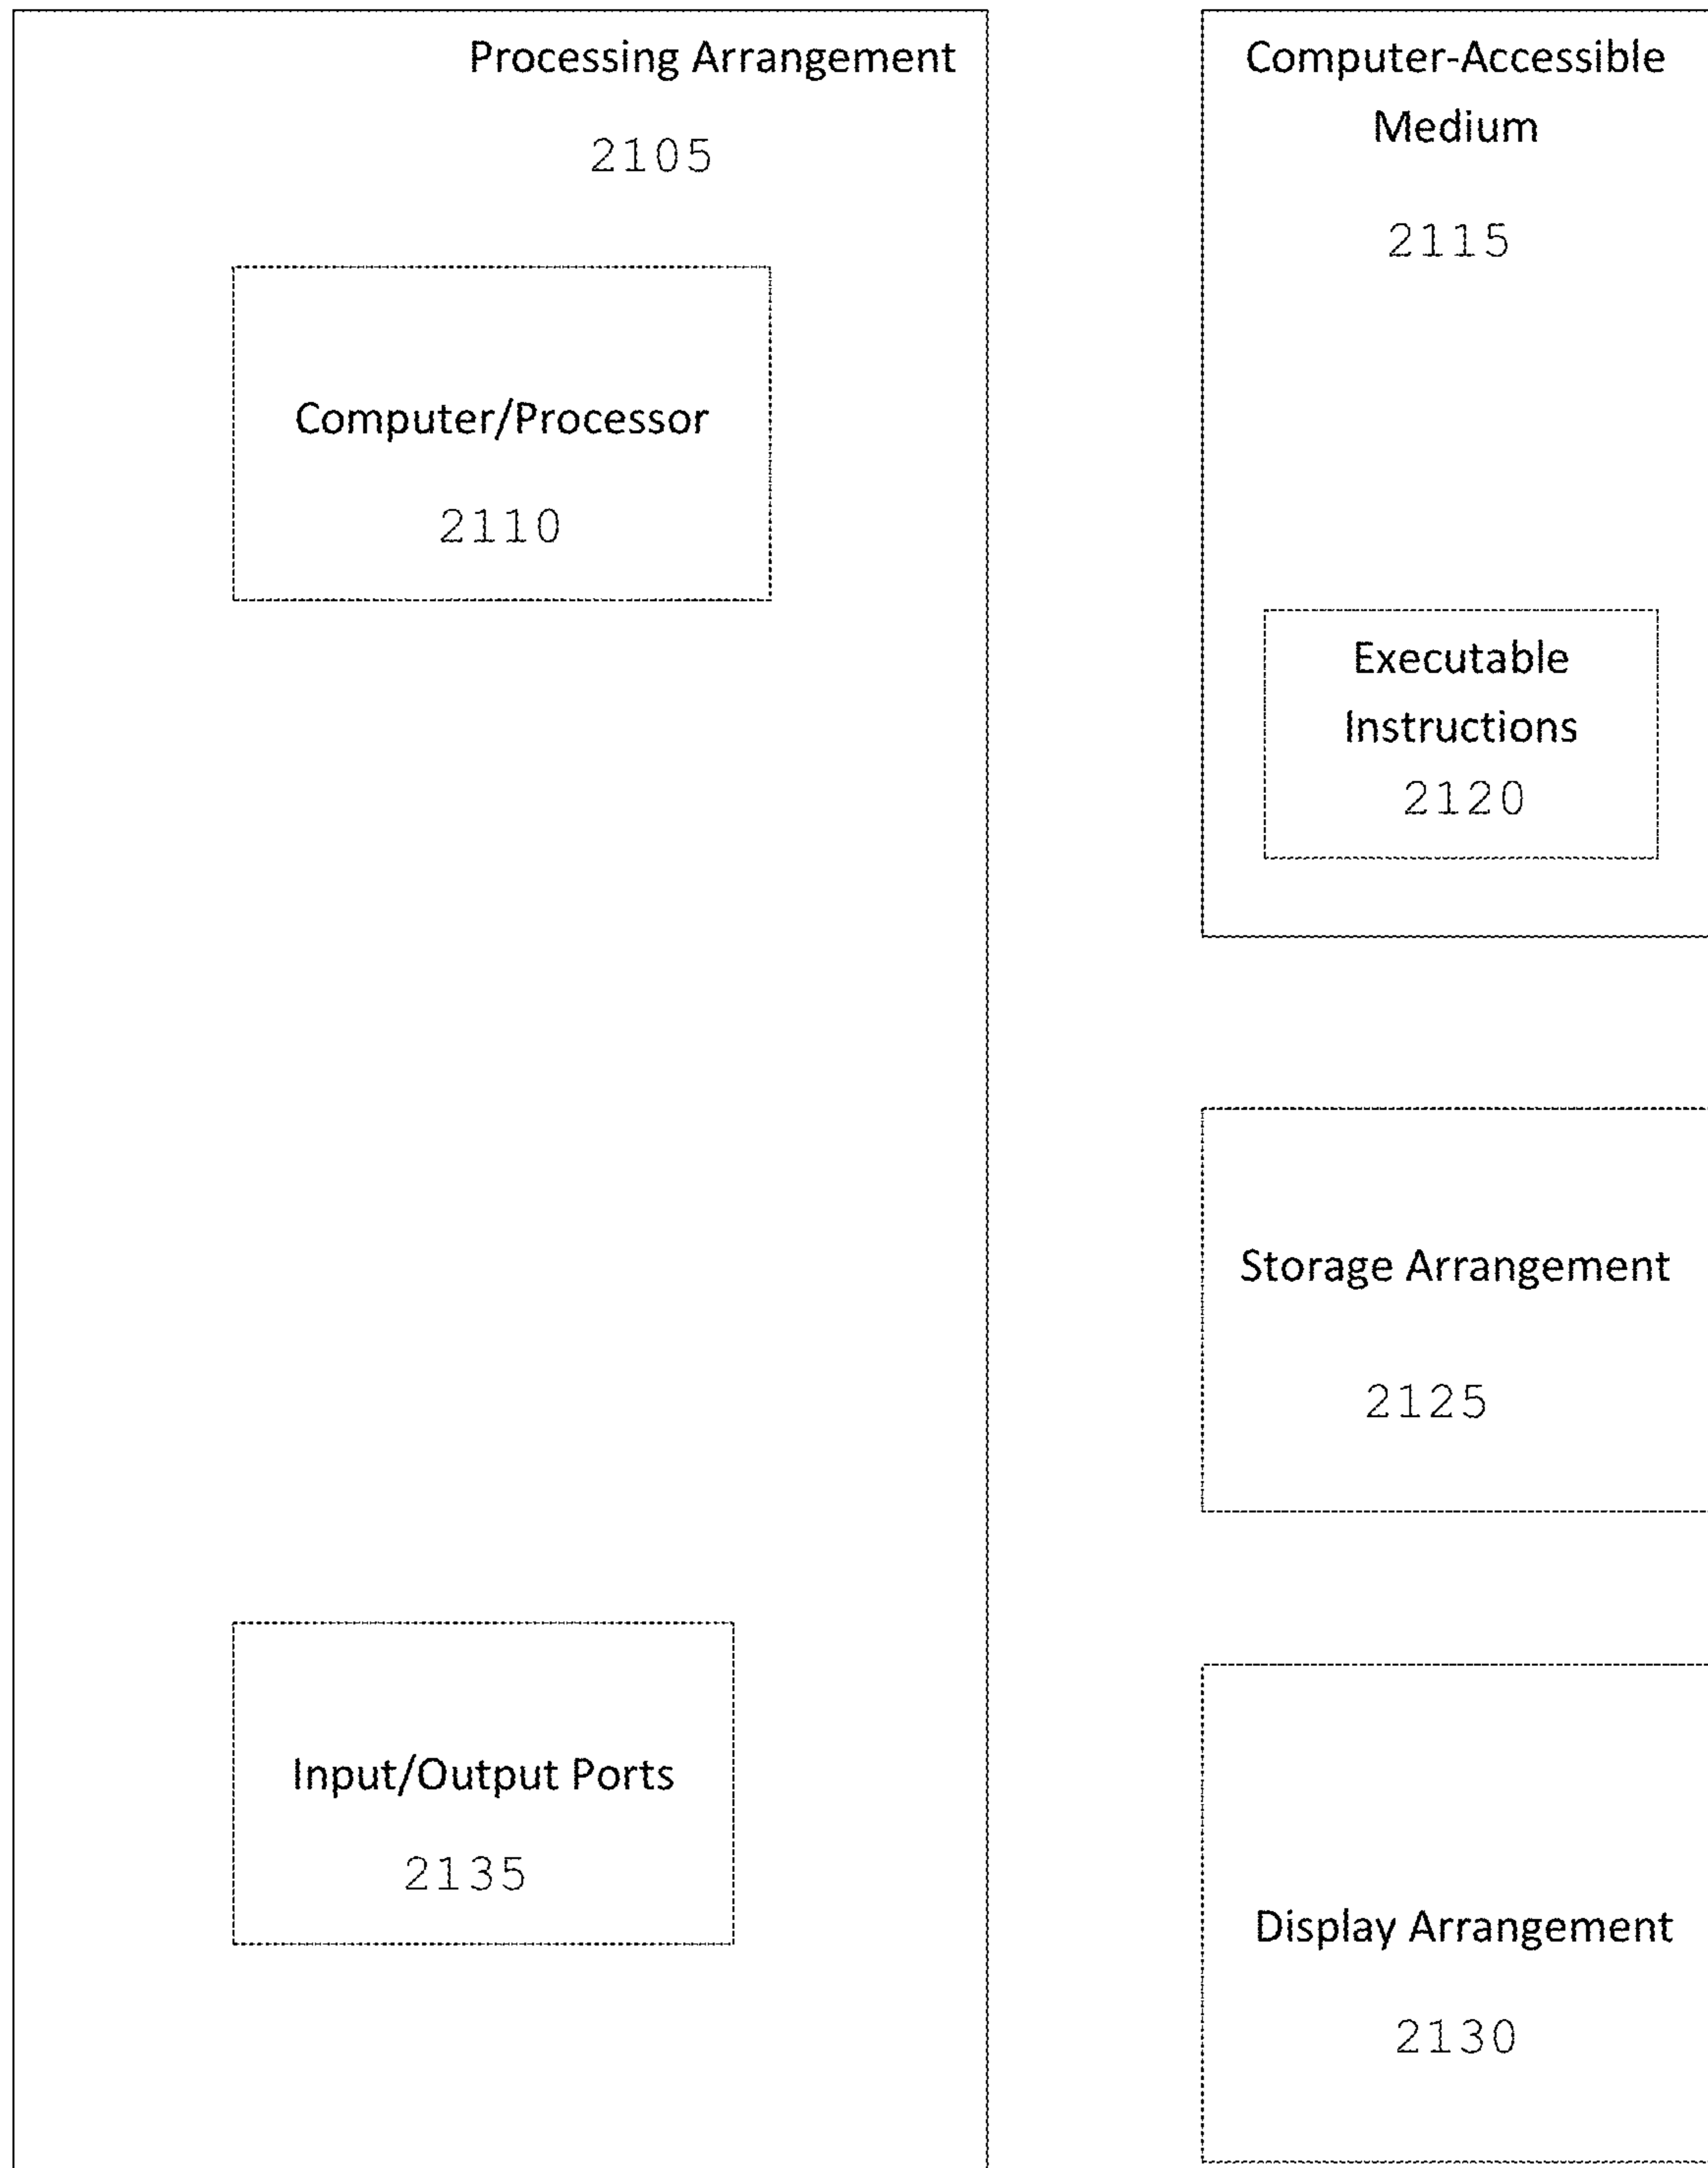 Processing Arrangement
2105
Computer/Processor
2110
Input/Output Ports
2135
Computer-Accessible
Medium
2115
Executable
Instructions
2120
Storage Arrangement
2125
Display Arrangement
2130